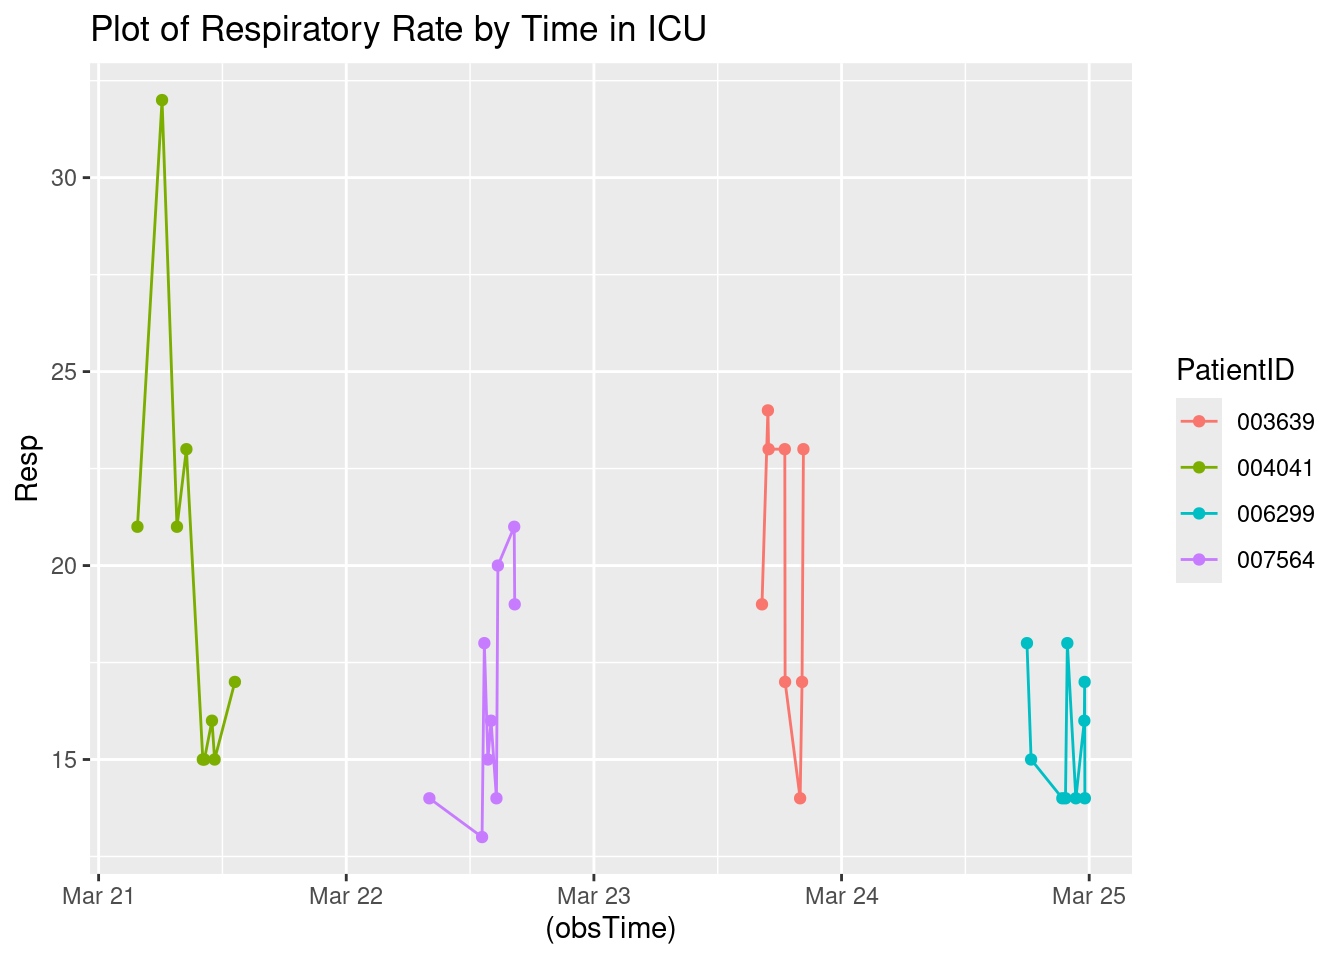 Plot of Respiratory Rate by Time in ICU
30
25
20
15
Resp
Mar 21
Mar 22
Mar 23
Mar 24
Mar 25
(obsTime)
PatientID
003639
004041
006299
007564